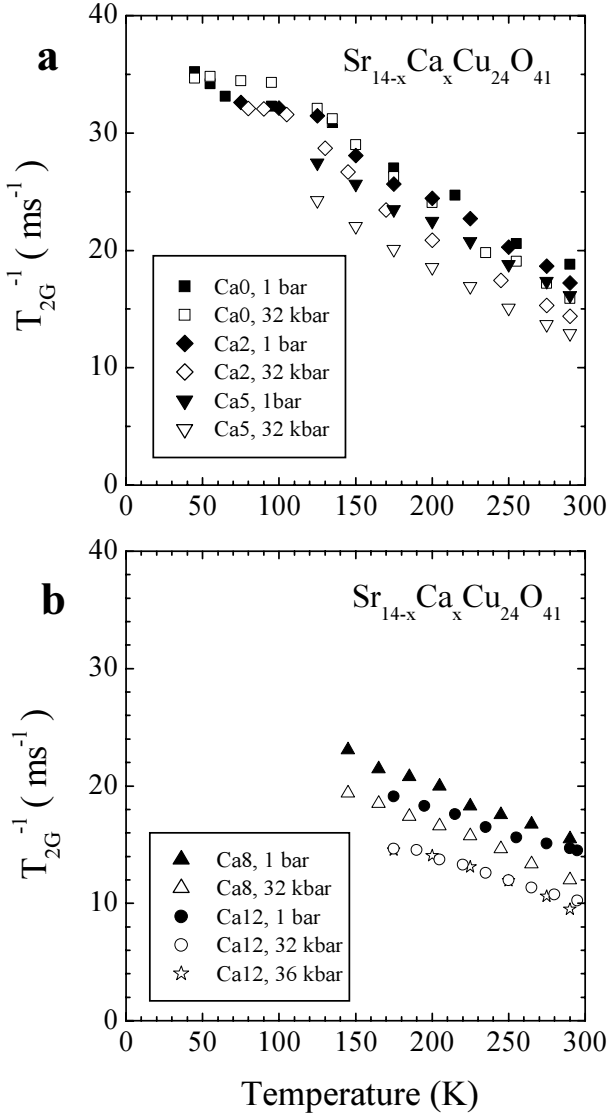 a
Sr14-xCaxCu24O41
T2G-1 ( ms-1 )
40
30
20
10
0
Ca0, 1 bar
Ca0, 32 kbar
Ca2, 1 bar
Ca2, 32 kbar
Ca5, 1bar
Ca5, 32 kbar
0 50 100 150 200 250 300
b
Sr14-xCaxCu24O41
T2G-1 ( ms-1 )
40
30
20
10
0
Ca8, 1 bar
Ca8, 32 kbar
Ca12, 1 bar
Ca12, 32 kbar
Ca12, 36 kbar
0 50 100 150 200 250 300
Temperature (K)